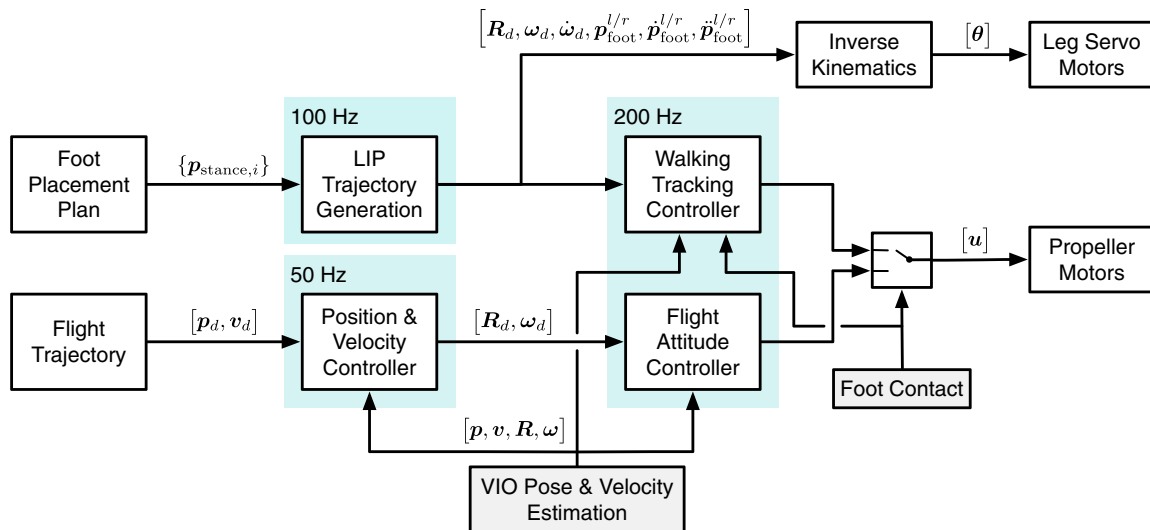 [R_d, ω_d, ω̇_d, p_foot^{l/r}, ṗ_foot^{l/r}, p̈_foot^{l/r}]
Inverse
Kinematics
[θ]
Leg Servo
Motors
100 Hz
200 Hz
Foot
Placement
Plan
{p_{stance,i}}
LIP
Trajectory
Generation
Walking
Tracking
Controller
[u]
Propeller
Motors
50 Hz
Flight
Trajectory
[p_d, v_d]
Position &
Velocity
Controller
[R_d, ω_d]
Flight
Attitude
Controller
Foot Contact
[p, v, R, ω]
VIO Pose & Velocity
Estimation